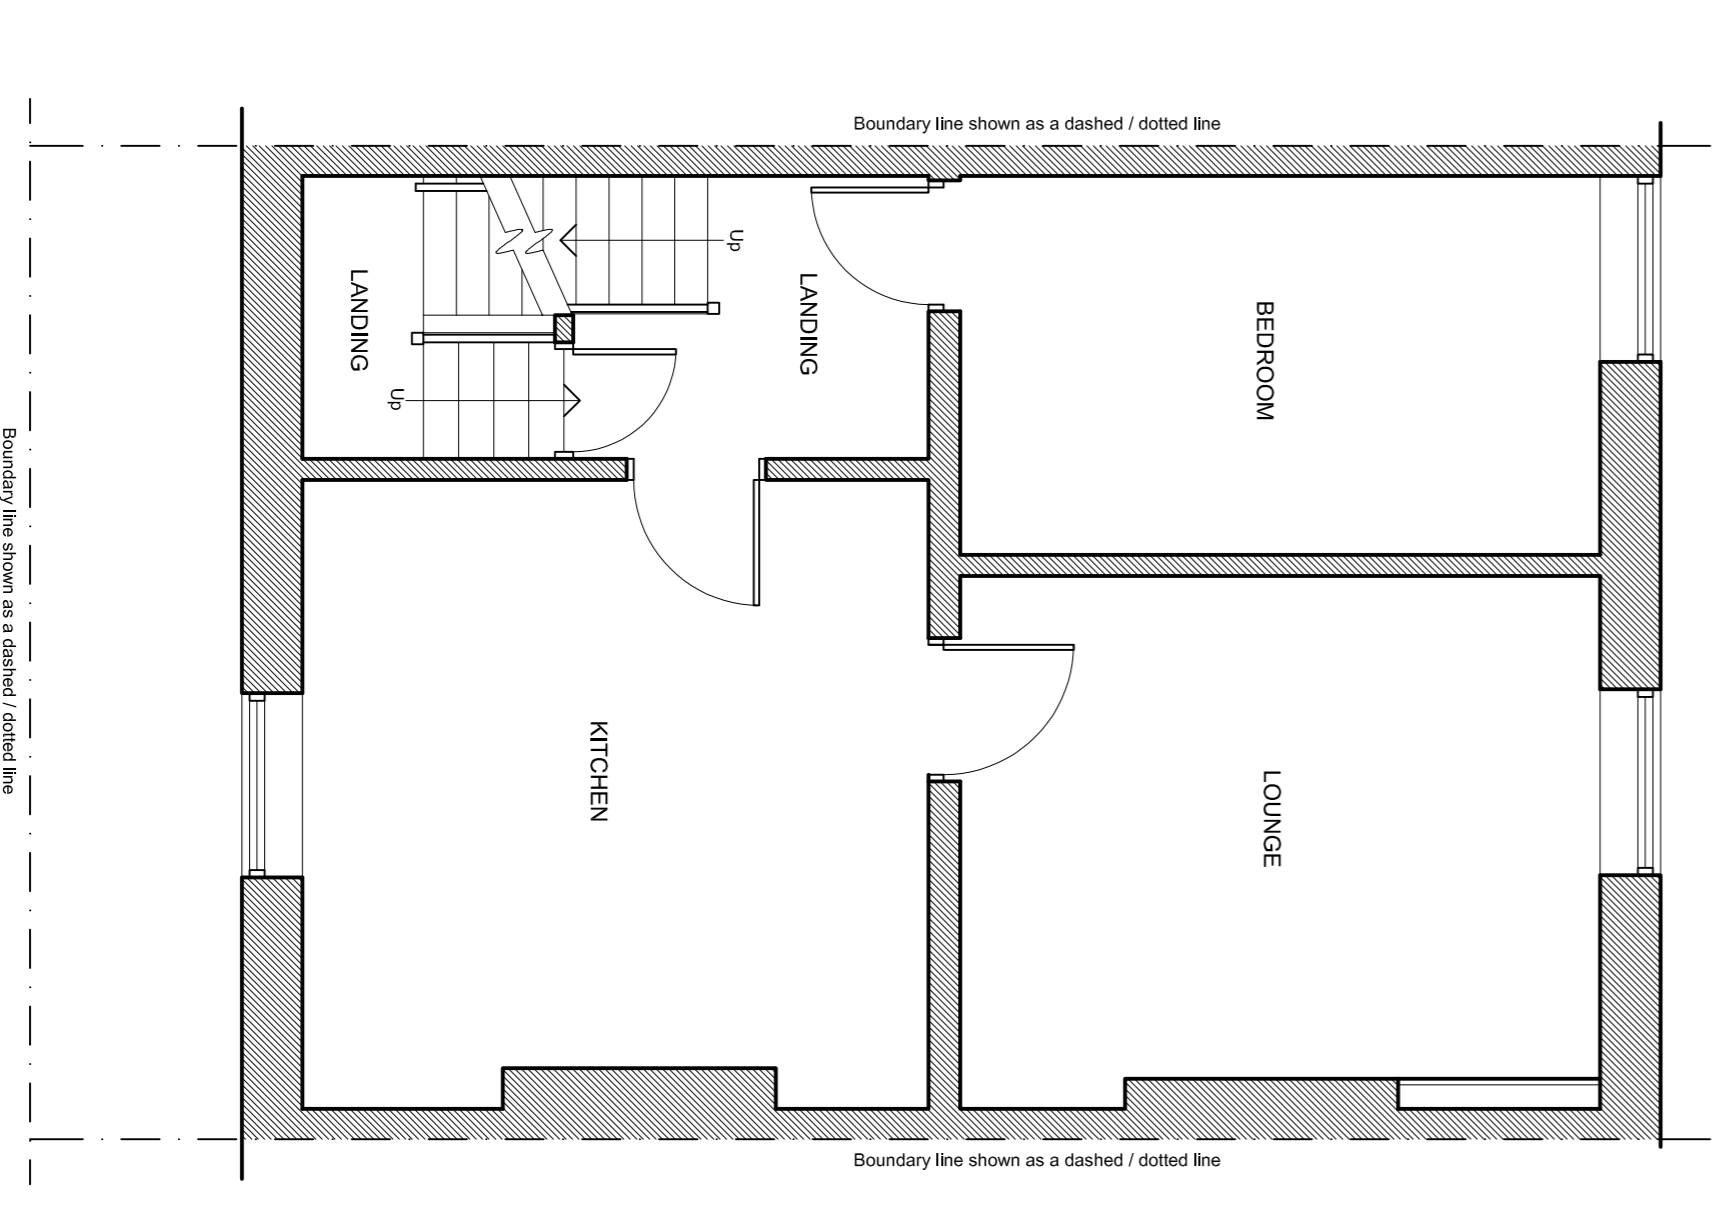 Boundary line shown as a dashed / dotted line
Up
LANDING
LANDING
BEDROOM
Up
Boundary line shown as a dashed / dotted line
KITCHEN
LOUNGE
Boundary line shown as a dashed / dotted line